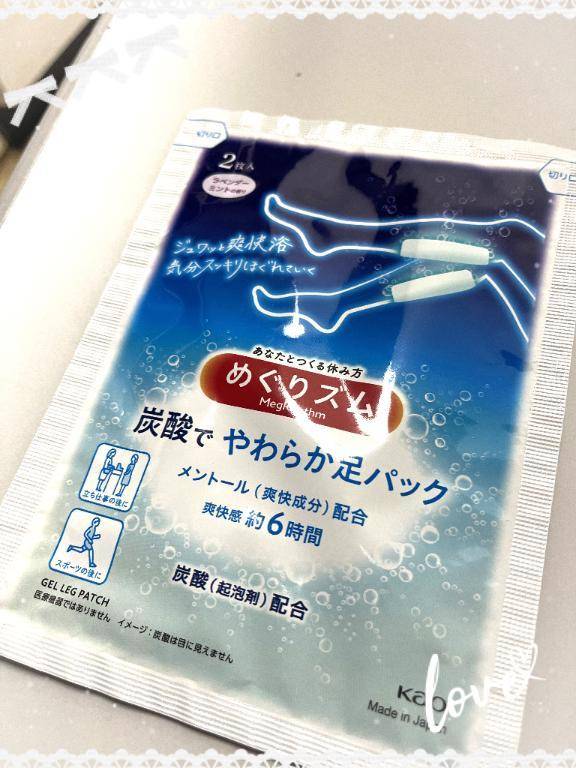 切り口
切り口
2枚入
ラベンダー
ミントの香り
ジュワッと爽快浴
気分スッキリほぐれていく
あなたとつくる休み方
めぐりズム
MegRhythm
炭酸で やわらか足パック
メントール(爽快成分)配合
爽快感 約6時間
立ち仕事の後に
スポーツの後に
炭酸(起泡剤)配合
GEL LEG PATCH
医療機器ではありません イメージ:炭酸は目に見えません
Kao
Made in Japan
love